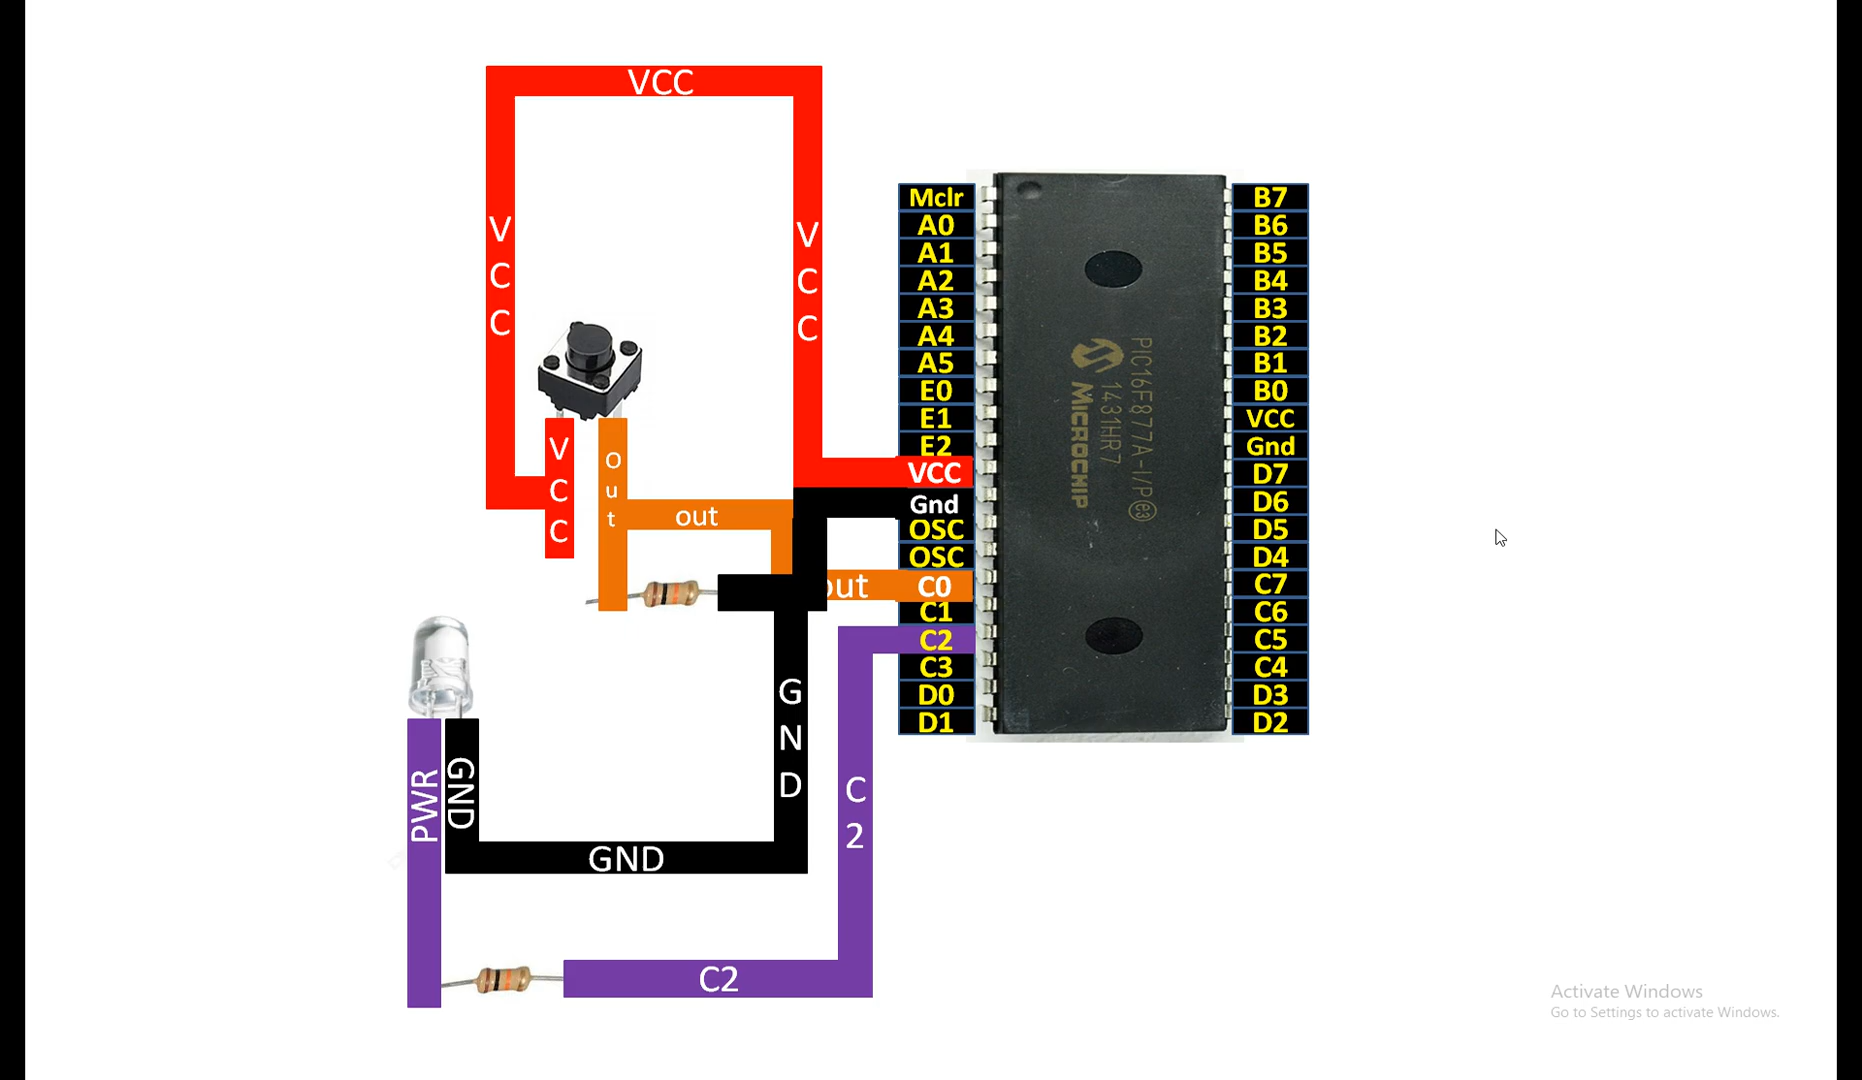 VCC
V
C
C
V
C
C
V
C
C
O
u
t
out
out
Mclr
A0
A1
A2
A3
A4
A5
E0
E1
E2
VCC
Gnd
OSC
OSC
C0
C1
C2
C3
D0
D1
PIC16F877A-I/P e3
1431HR7
MICROCHIP
B7
B6
B5
B4
B3
B2
B1
B0
VCC
Gnd
D7
D6
D5
D4
C7
C6
C5
C4
D3
D2
G
N
D
PWR
GND
GND
C
2
C2
Activate Windows
Go to Settings to activate Windows.